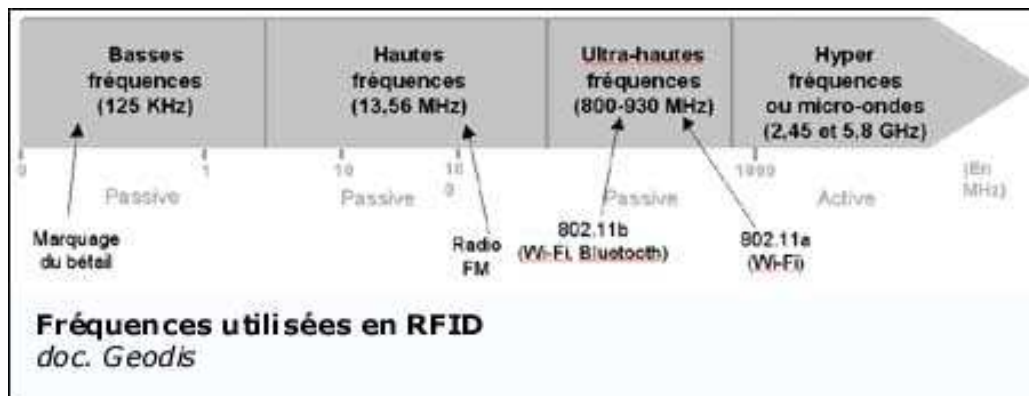 Basses
fréquences
(125 KHz)
Hautes
fréquences
(13,56 MHz)
Ultra-hautes
fréquences
(800-930 MHz)
Hyper
fréquences
ou micro-ondes
(2,45 et 5,8 GHz)
0
1
10
10
0
1000
(En
MHz)
Passive
Passive
Passive
Active
Marquage
du bétail
Radio
FM
802.11b
(Wi-Fi, Bluetooth)
802.11a
(Wi-Fi)
Fréquences utilisées en RFID
doc. Geodis